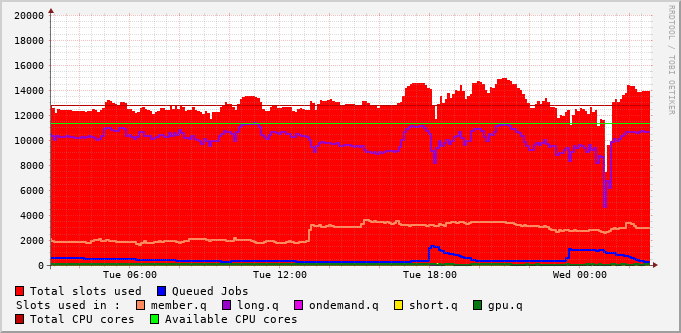 20000
18000
16000
14000
12000
10000
8000
6000
4000
2000
0
Tue 06:00 Tue 12:00 Tue 18:00 Wed 00:00
RRDTOOL / TOBI OETIKER
Total slots used Queued Jobs
Slots used in : member.q long.q ondemand.q short.q gpu.q
Total CPU cores Available CPU cores